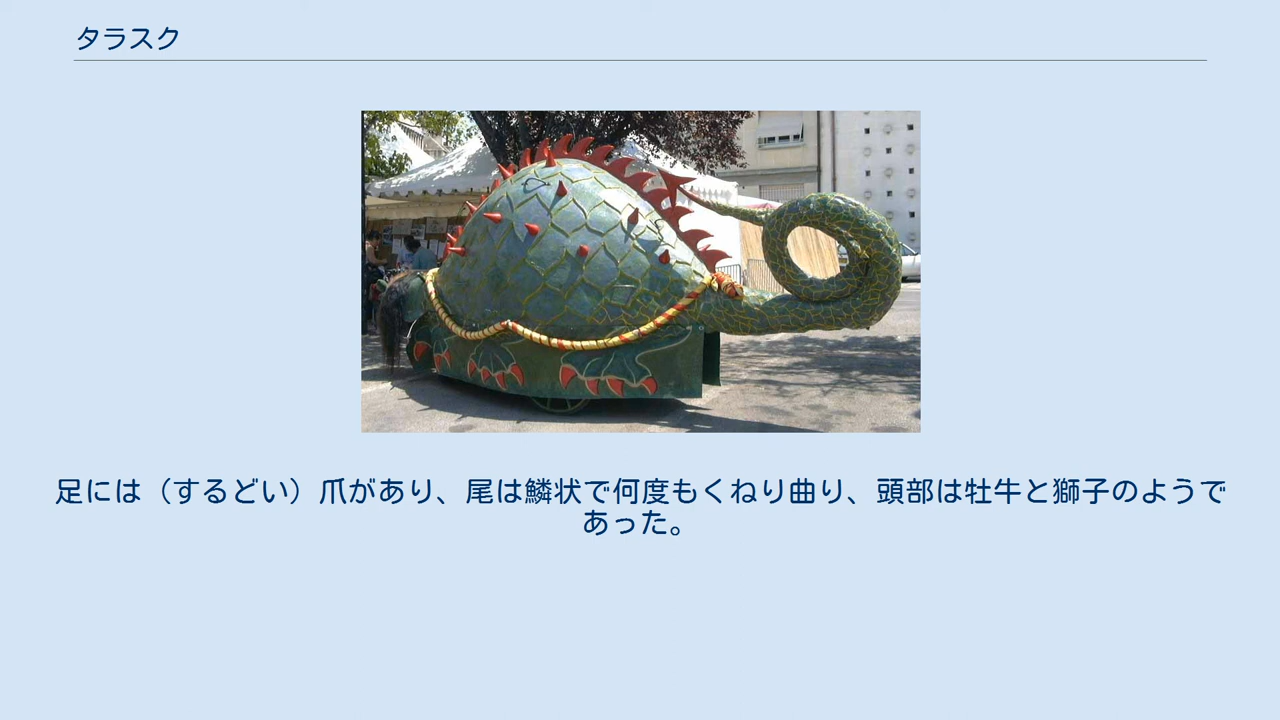 タラスク
足には（するどい）爪があり、尾は鱗状で何度もくねり曲り、頭部は牡牛と獅子のようで
あった。